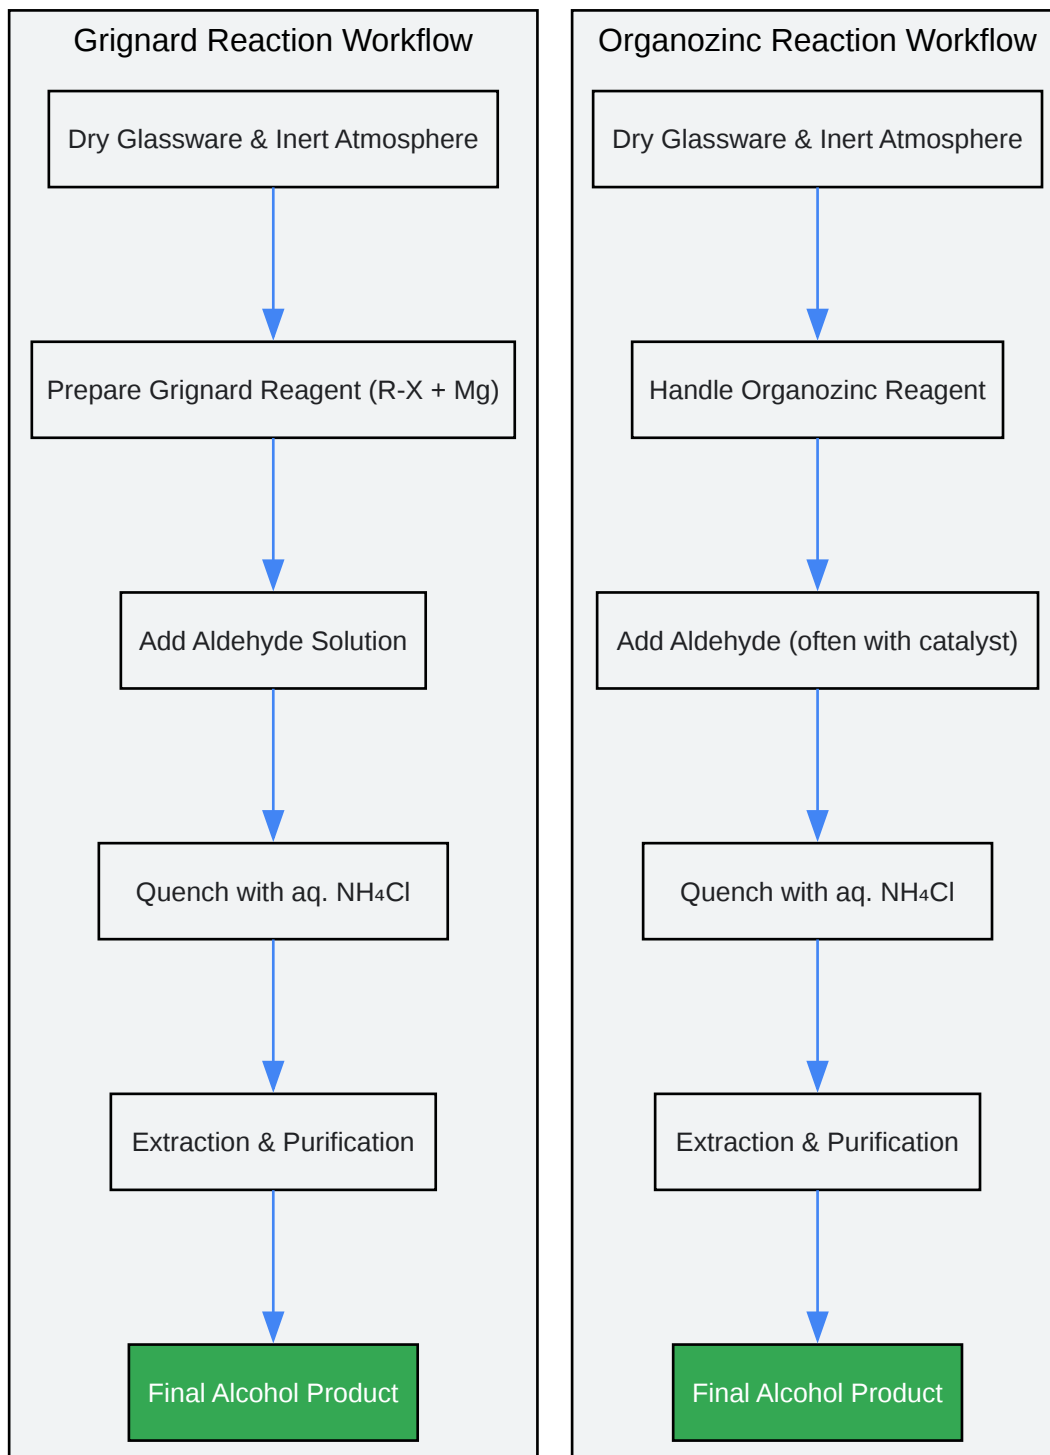 Grignard Reaction Workflow
Dry Glassware & Inert Atmosphere
Prepare Grignard Reagent (R-X + Mg)
Add Aldehyde Solution
Quench with aq. NH₄Cl
Extraction & Purification
Final Alcohol Product
Organozinc Reaction Workflow
Dry Glassware & Inert Atmosphere
Handle Organozinc Reagent
Add Aldehyde (often with catalyst)
Quench with aq. NH₄Cl
Extraction & Purification
Final Alcohol Product